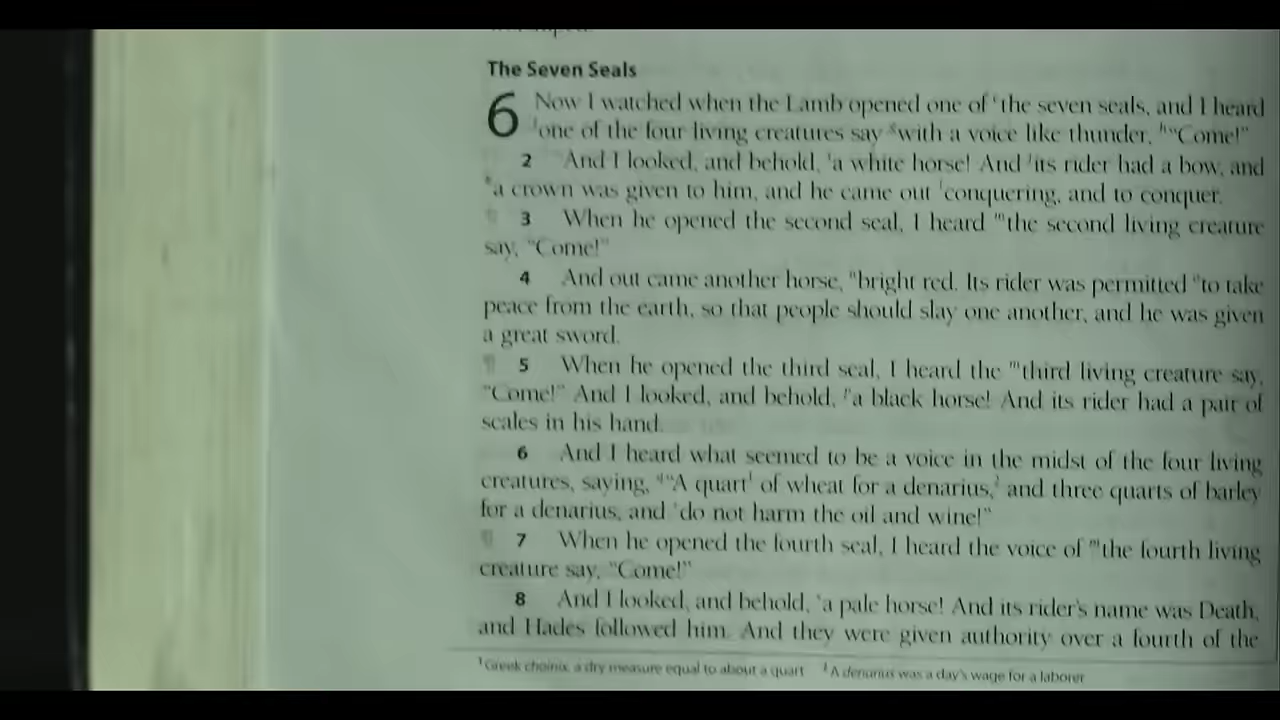 The Seven Seals
6 Now I watched when the Lamb opened one of the seven seals, and I heard
one of the four living creatures say with a voice like thunder, h“Come!”
2 And I looked, and behold, a white horse! And its rider had a bow, and
a crown was given to him, and he came out conquering, and to conquer.
¶ 3 When he opened the second seal, I heard mthe second living creature
say, “Come!”
4 And out came another horse, nbright red. Its rider was permitted oto take
peace from the earth, so that people should slay one another, and he was given
a great sword.
¶ 5 When he opened the third seal, I heard the mthird living creature say,
“Come!” And I looked, and behold, pa black horse! And its rider had a pair of
scales in his hand.
6 And I heard what seemed to be a voice in the midst of the four living
creatures, saying, q“A quart1 of wheat for a denarius,2 and three quarts of barley
for a denarius, and do not harm the oil and wine!”
¶ 7 When he opened the fourth seal, I heard the voice of mthe fourth living
creature say, “Come!”
8 And I looked, and behold, a pale horse! And its rider's name was Death,
and Hades followed him. And they were given authority over a fourth of the
1 Greek choinix, a dry measure equal to about a quart 2 A denarius was a day's wage for a laborer